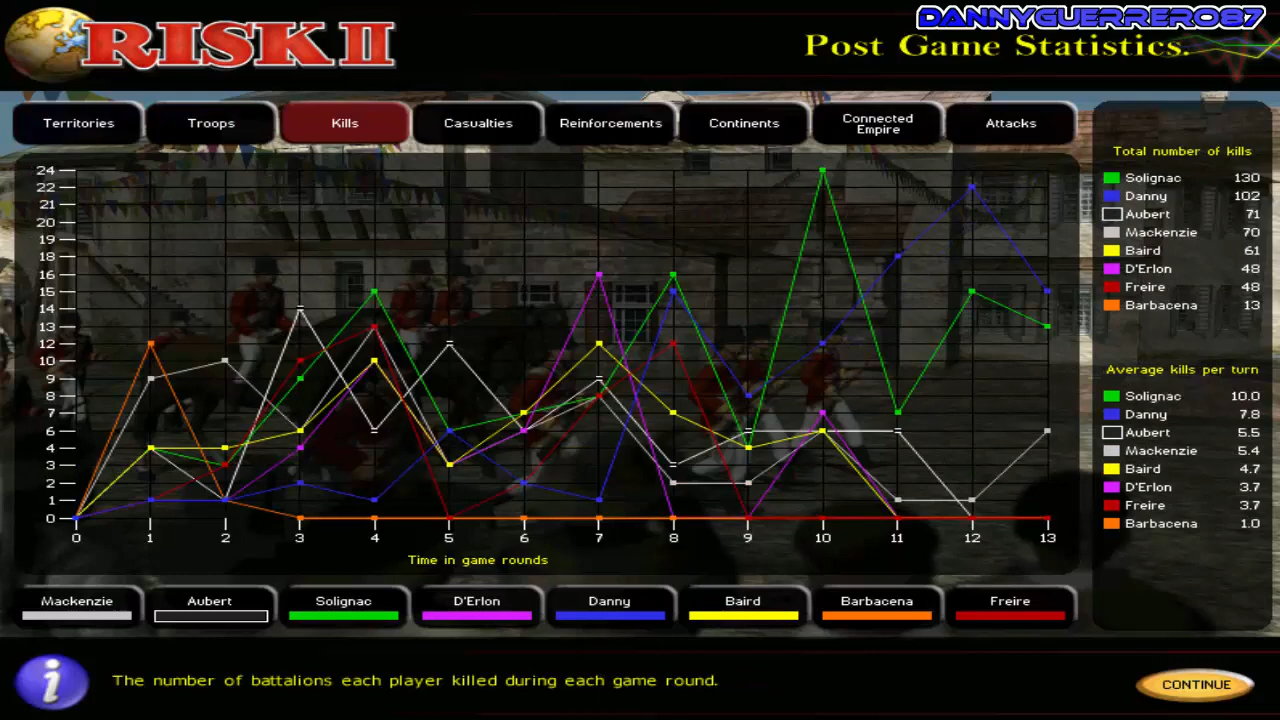 DANNYGUERRERO87
RISK II
Post Game Statistics.
Territories
Troops
Kills
Casualties
Reinforcements
Continents
Connected
Empire
Attacks
24
22
21
20
19
18
16
15
14
13
12
10
9
8
7
6
4
3
2
1
0
0 1 2 3 4 5 6 7 8 9 10 11 12 13
Time in game rounds
Total number of kills
Solignac 130
Danny 102
Aubert 71
Mackenzie 70
Baird 61
D'Erlon 48
Freire 48
Barbacena 13
Average kills per turn
Solignac 10.0
Danny 7.8
Aubert 5.5
Mackenzie 5.4
Baird 4.7
D'Erlon 3.7
Freire 3.7
Barbacena 1.0
Mackenzie
Aubert
Solignac
D'Erlon
Danny
Baird
Barbacena
Freire
i
The number of battalions each player killed during each game round.
CONTINUE